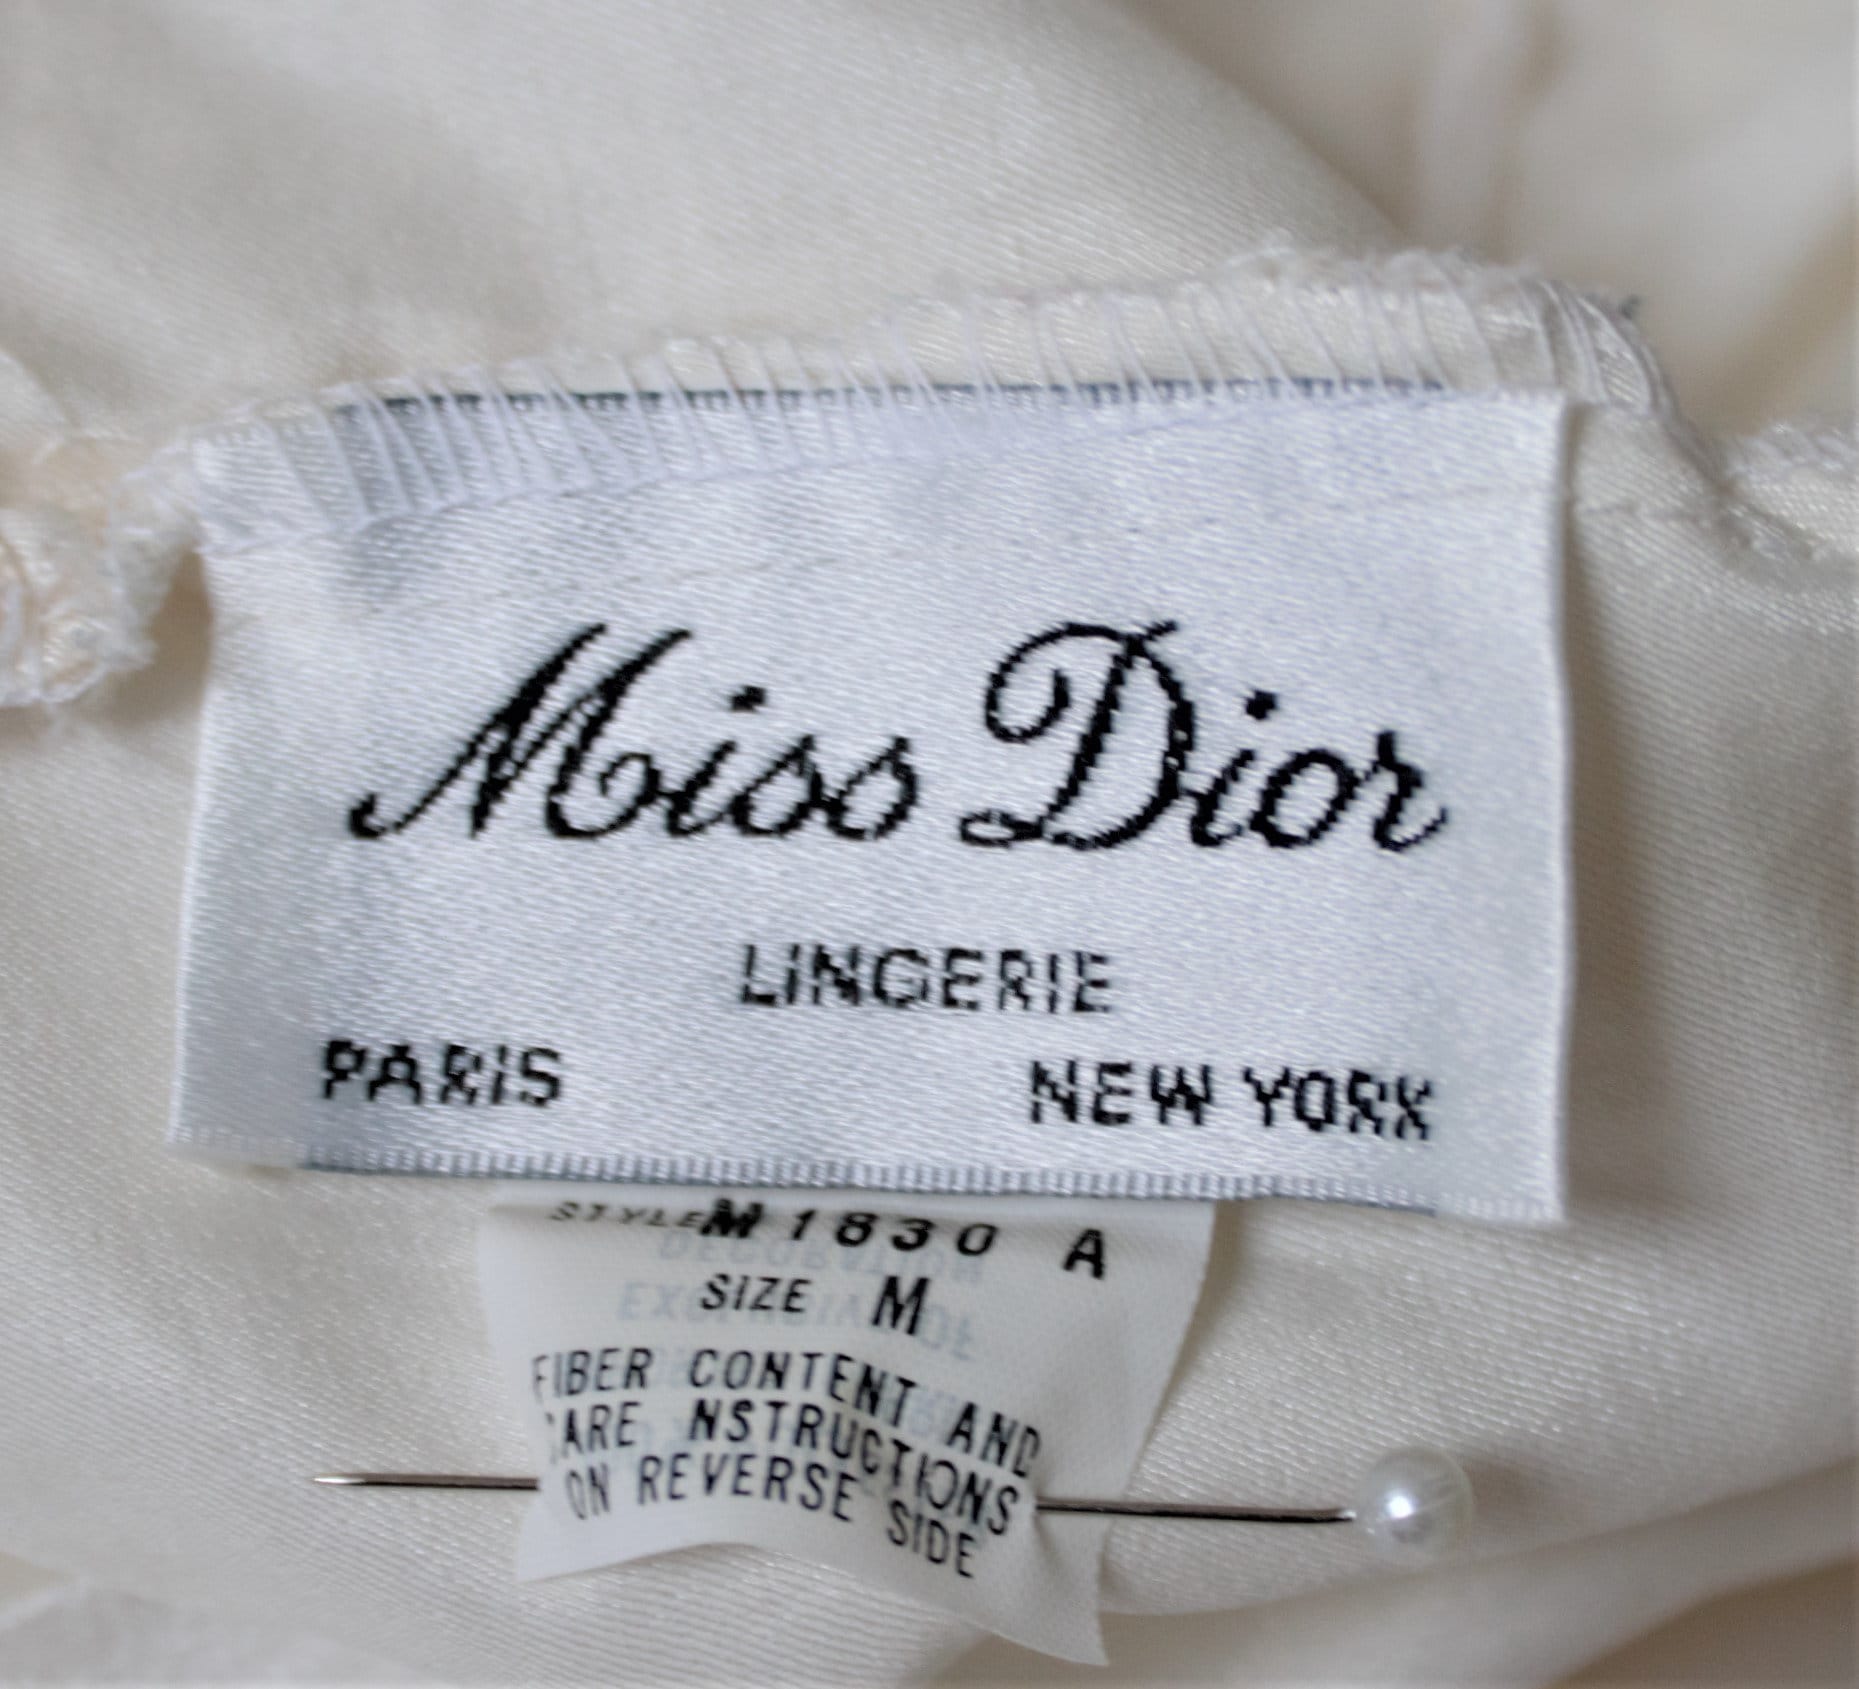 Miss Dior
LINGERIE
PARIS NEW YORK
STYLE M 1830 A
SIZE M
FIBER CONTENT AND
CARE NSTRUCTIONS
ON REVERSE SIDE